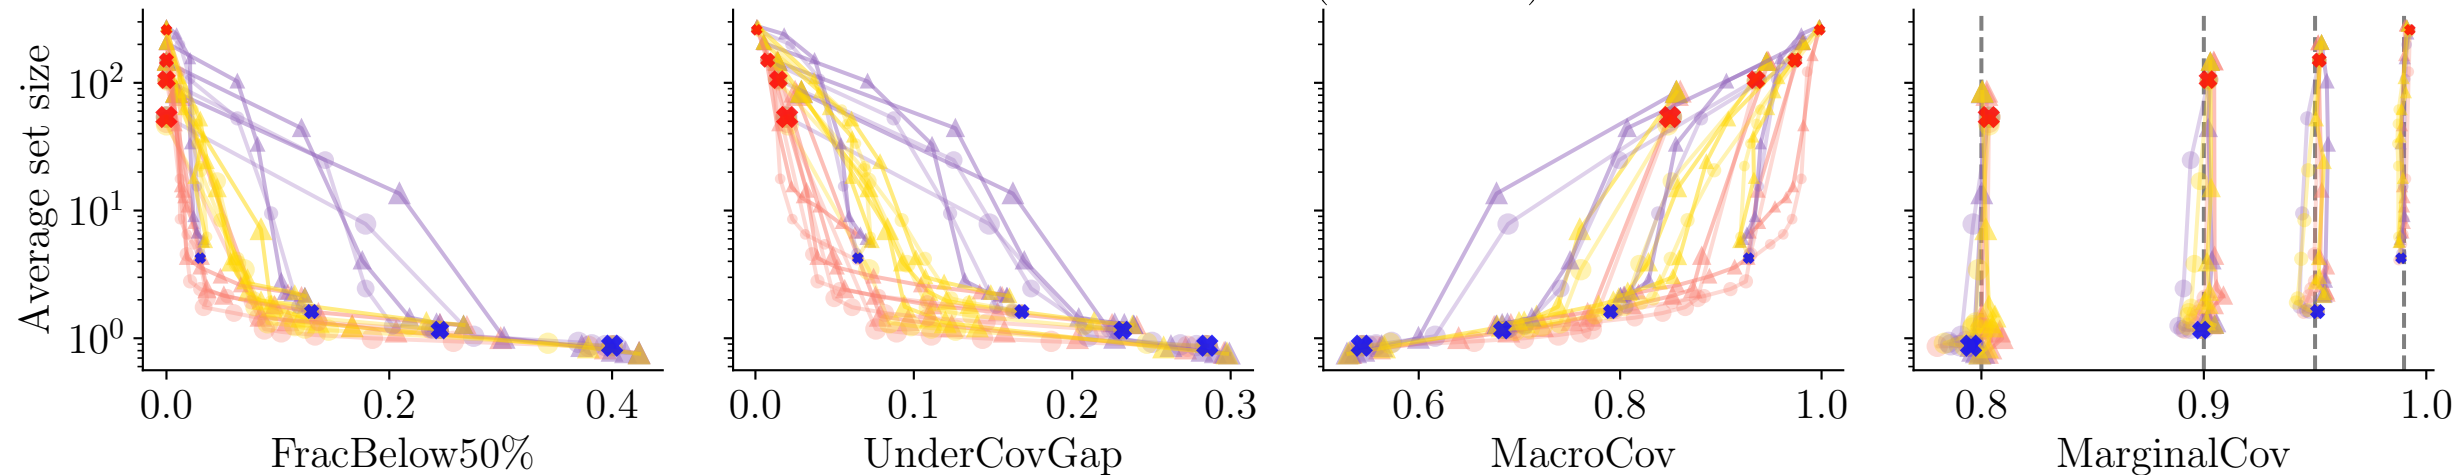 Average set size
10² 10¹ 10⁰
0.0 0.2 0.4 0.0 0.1 0.2 0.3 0.6 0.8 1.0 0.8 0.9 1.0
FracBelow50% UnderCovGap MacroCov MarginalCov